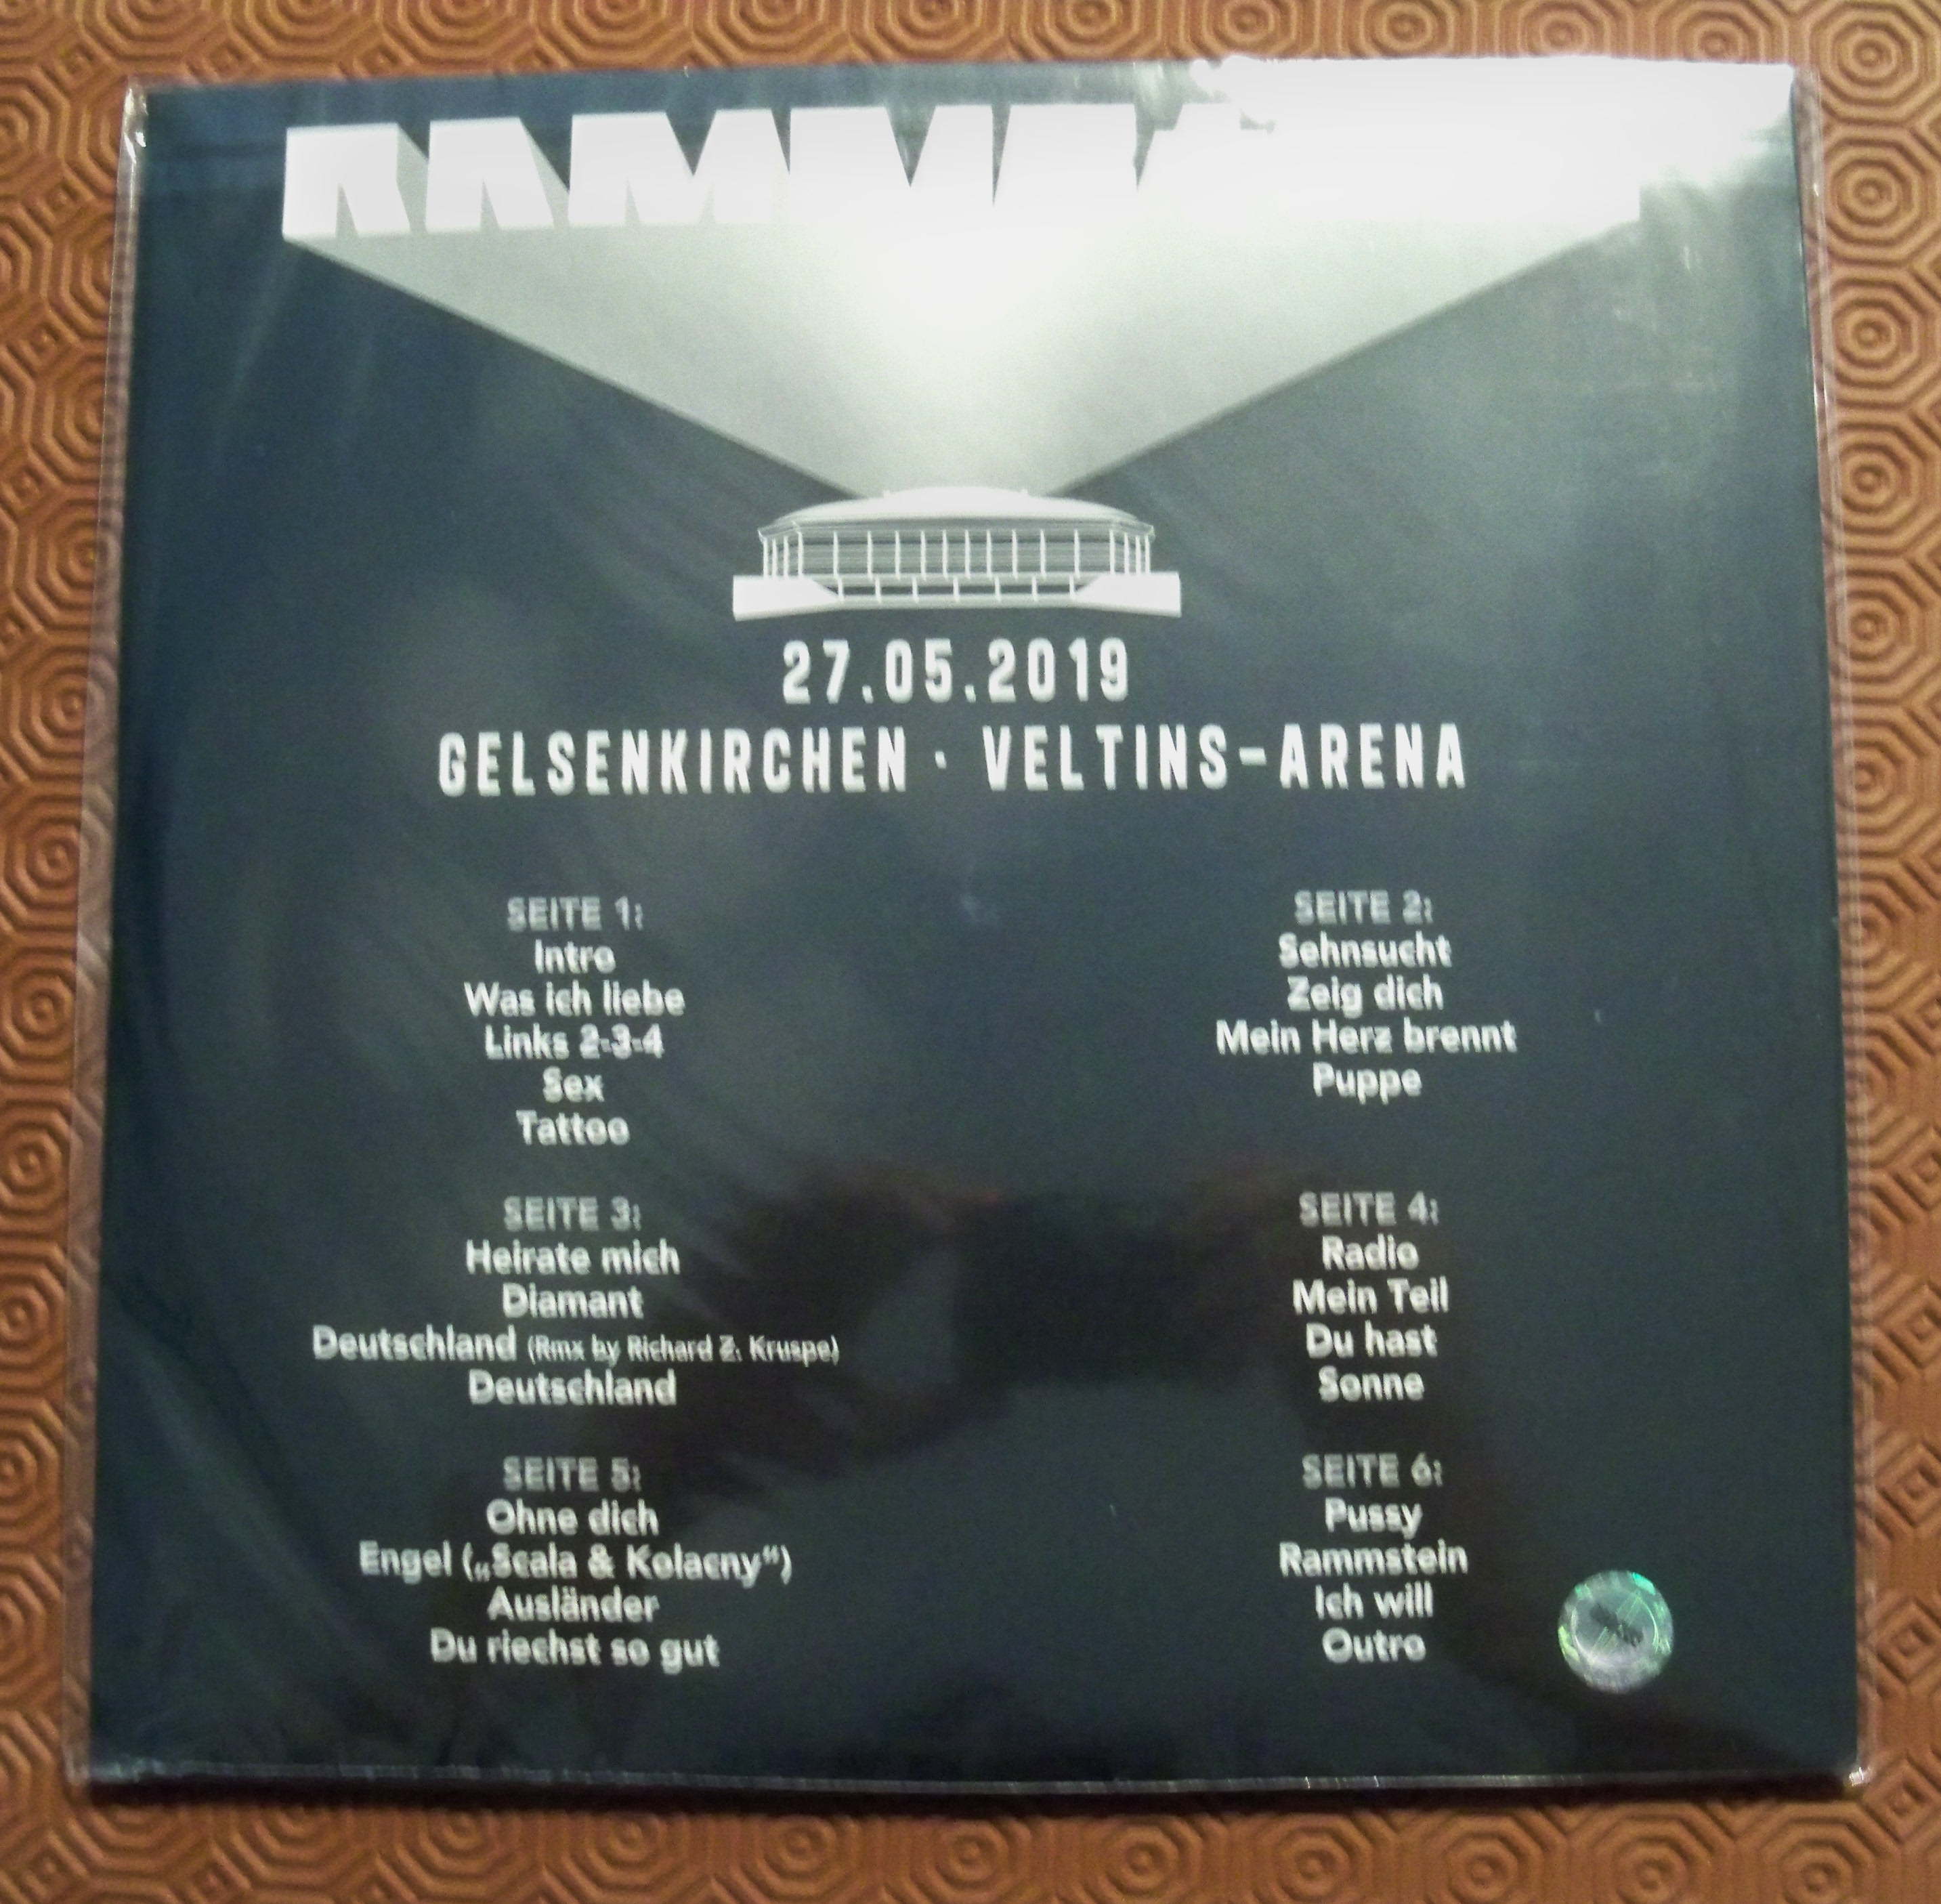 RAMMSTEIN
27.05.2019
GELSENKIRCHEN · VELTINS-ARENA
SEITE 1:
Intro
Was ich liebe
Links 2-3-4
Sex
Tattoo
SEITE 2:
Sehnsucht
Zeig dich
Mein Herz brennt
Puppe
SEITE 3:
Heirate mich
Diamant
Deutschland (Rmx by Richard Z. Kruspe)
Deutschland
SEITE 4:
Radio
Mein Teil
Du hast
Sonne
SEITE 5:
Ohne dich
Engel („Scala & Kolacny“)
Ausländer
Du riechst so gut
SEITE 6:
Pussy
Rammstein
Ich will
Outro